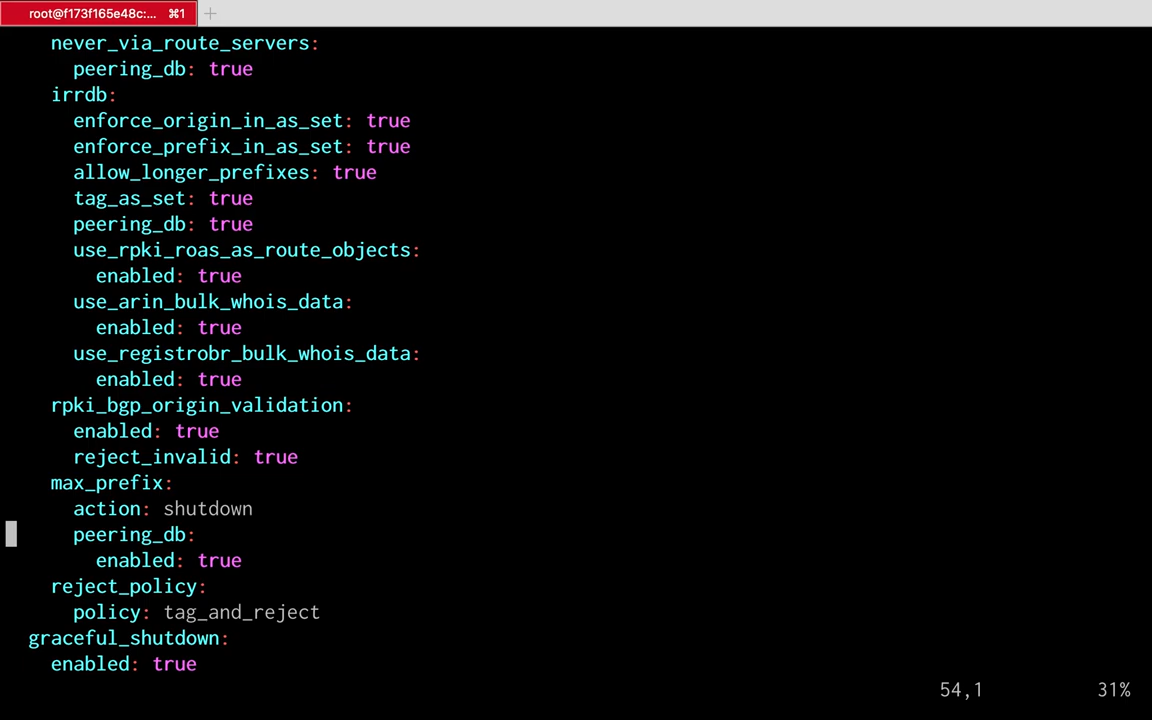 root@f173f165e48c:... ⌘1
never_via_route_servers:
peering_db: true
irrdb:
enforce_origin_in_as_set: true
enforce_prefix_in_as_set: true
allow_longer_prefixes: true
tag_as_set: true
peering_db: true
use_rpki_roas_as_route_objects:
enabled: true
use_arin_bulk_whois_data:
enabled: true
use_registrobr_bulk_whois_data:
enabled: true
rpki_bgp_origin_validation:
enabled: true
reject_invalid: true
max_prefix:
action: shutdown
peering_db:
enabled: true
reject_policy:
policy: tag_and_reject
graceful_shutdown:
enabled: true
54,1 31%